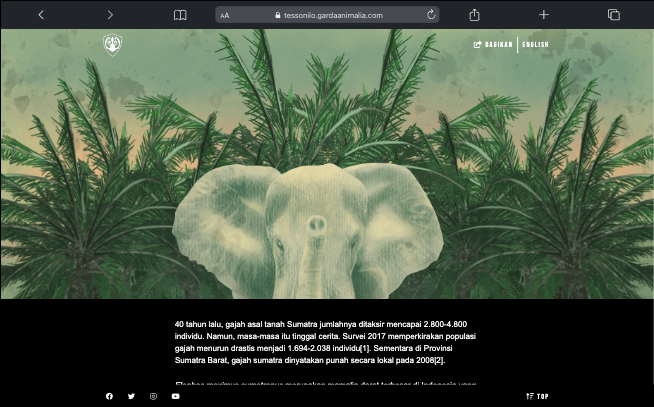 AA tessonilo.gardaanimalia.com
BAGIKAN | ENGLISH
40 tahun lalu, gajah asal tanah Sumatra jumlahnya ditaksir mencapai 2.800-4.800
individu. Namun, masa-masa itu tinggal cerita. Survei 2017 memperkirakan populasi
gajah menurun drastis menjadi 1.694-2.038 individu[1]. Sementara di Provinsi
Sumatra Barat, gajah sumatra dinyatakan punah secara lokal pada 2008[2].
TOP